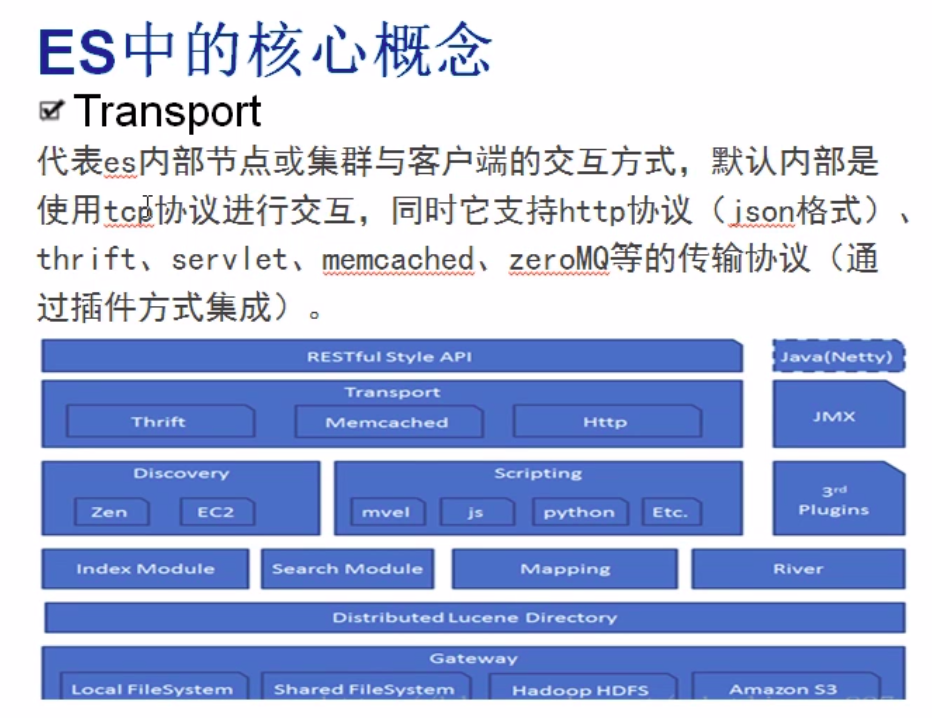 ES中的核心概念
Transport
代表es内部节点或集群与客户端的交互方式，默认内部是
使用tcp协议进行交互，同时它支持http协议（json格式）、
thrift、servlet、memcached、zeroMQ等的传输协议（通
过插件方式集成）。
RESTful Style API
Java(Netty)
Transport
Thrift
Memcached
Http
JMX
Discovery
Zen
EC2
Scripting
mvel
js
python
Etc.
3rd
Plugins
Index Module
Search Module
Mapping
River
Distributed Lucene Directory
Gateway
Local FileSystem
Shared FileSystem
Hadoop HDFS
Amazon S3